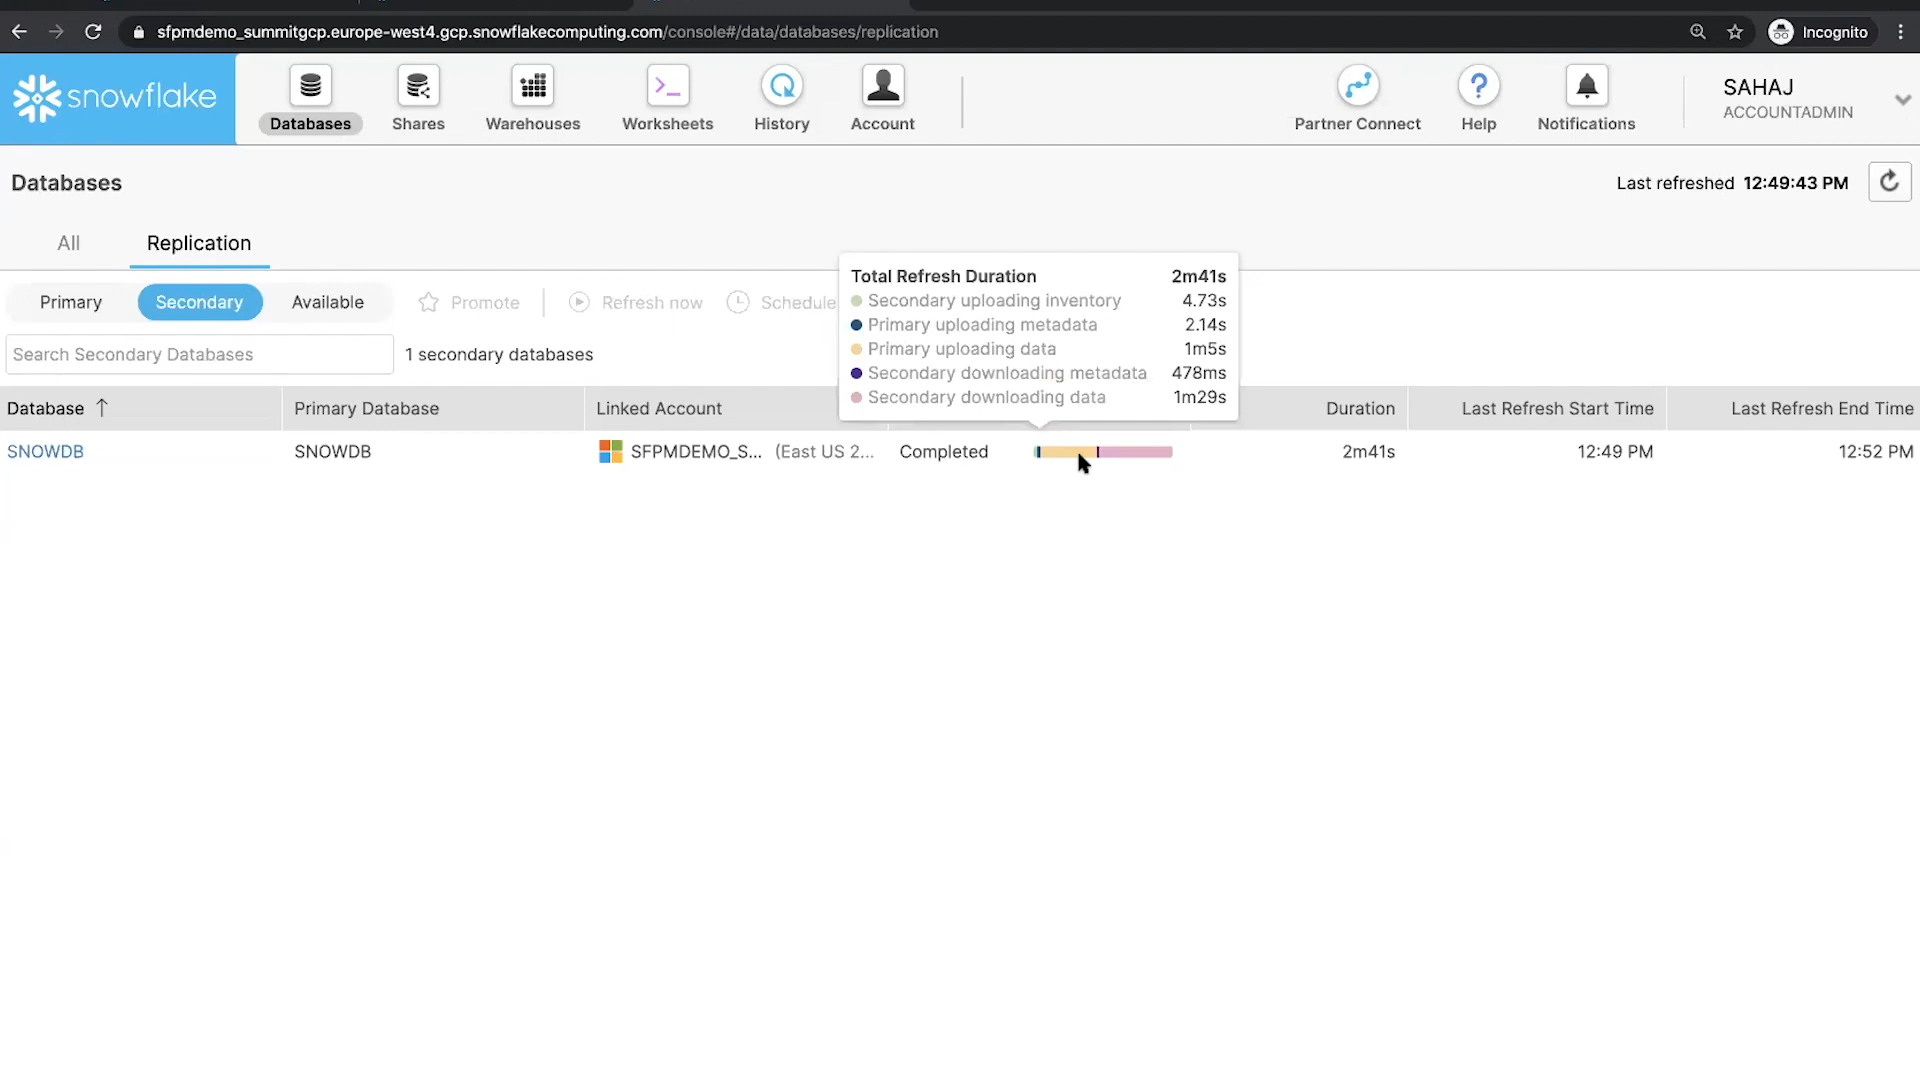 sfpmdemo_summitgcp.europe-west4.gcp.snowflakecomputing.com/console#/data/databases/replication
Incognito
snowflake
Databases
Shares
Warehouses
Worksheets
History
Account
Partner Connect
Help
Notifications
SAHAJ
ACCOUNTADMIN
Databases
Last refreshed 12:49:43 PM
All
Replication
Primary
Secondary
Available
Promote
Refresh now
Schedule
Total Refresh Duration 2m41s
Secondary uploading inventory 4.73s
Primary uploading metadata 2.14s
Primary uploading data 1m5s
Secondary downloading metadata 478ms
Secondary downloading data 1m29s
Search Secondary Databases
1 secondary databases
Database ↑ Primary Database Linked Account Duration Last Refresh Start Time Last Refresh End Time
SNOWDB SNOWDB SFPMDEMO_S... (East US 2... Completed 2m41s 12:49 PM 12:52 PM